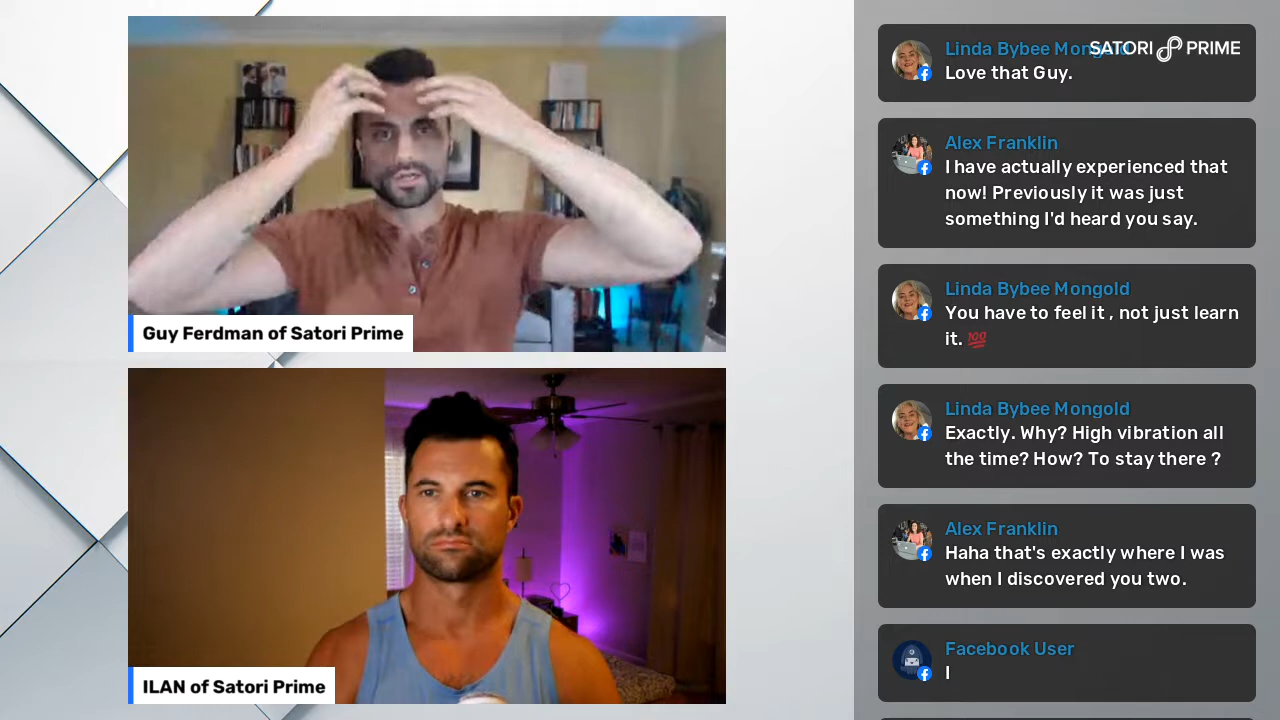 Guy Ferdman of Satori Prime
ILAN of Satori Prime
SATORI PRIME
Linda Bybee Mongold
Love that Guy.
Alex Franklin
I have actually experienced that
now! Previously it was just
something I'd heard you say.
Linda Bybee Mongold
You have to feel it , not just learn
it. 💯
Linda Bybee Mongold
Exactly. Why? High vibration all
the time? How? To stay there ?
Alex Franklin
Haha that's exactly where I was
when I discovered you two.
Facebook User
I